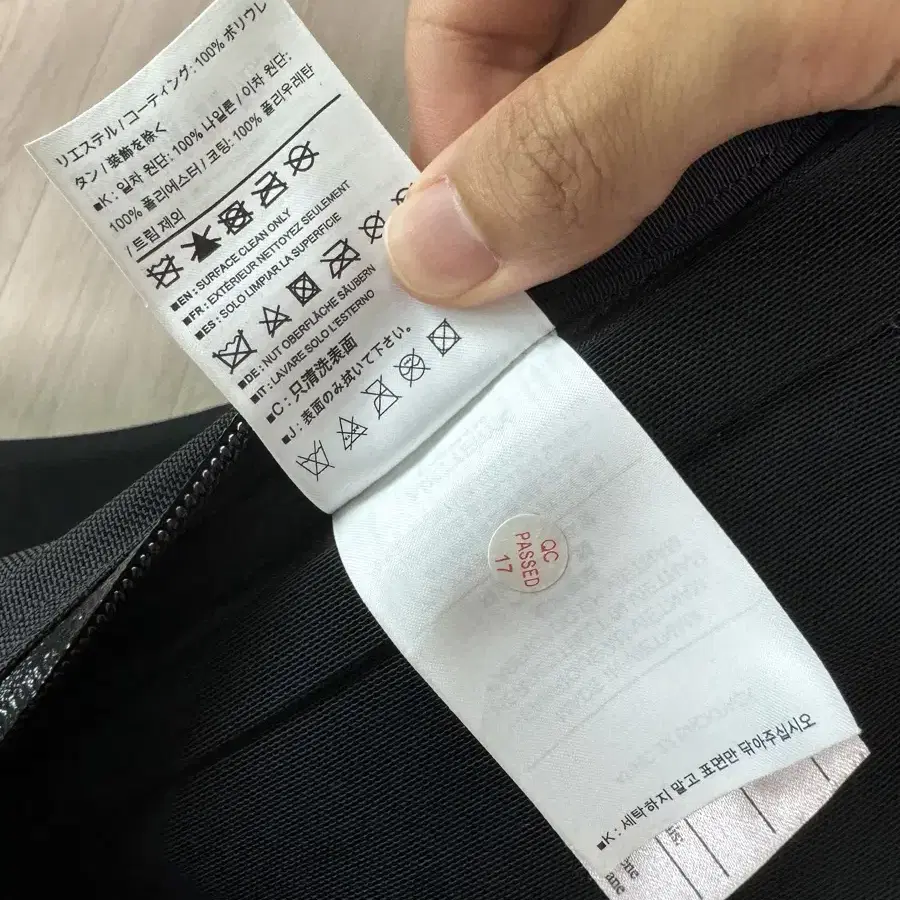 リエステル / コーティング: 100% ポリウレ
タン / 装飾を除く
■K: 일차 원단: 100% 나일론 / 이차 원단:
100% 폴리에스터 / 코팅: 100% 폴리우레탄
/ 트림 제외
■EN: SURFACE CLEAN ONLY
■FR: EXTÉRIEUR NETTOYEZ SEULEMENT
■ES: SOLO LIMPIAR LA SUPERFICIE
■DE: NUT OBERFLÄCHE SÄUBERN
■IT: LAVARE SOLO L'ESTERNO
■C: 只清洗表面
■J: 表面のみ拭いて下さい。
QC
PASSED
17
■K: 세탁하지 말고 표면만 닦아주십시오